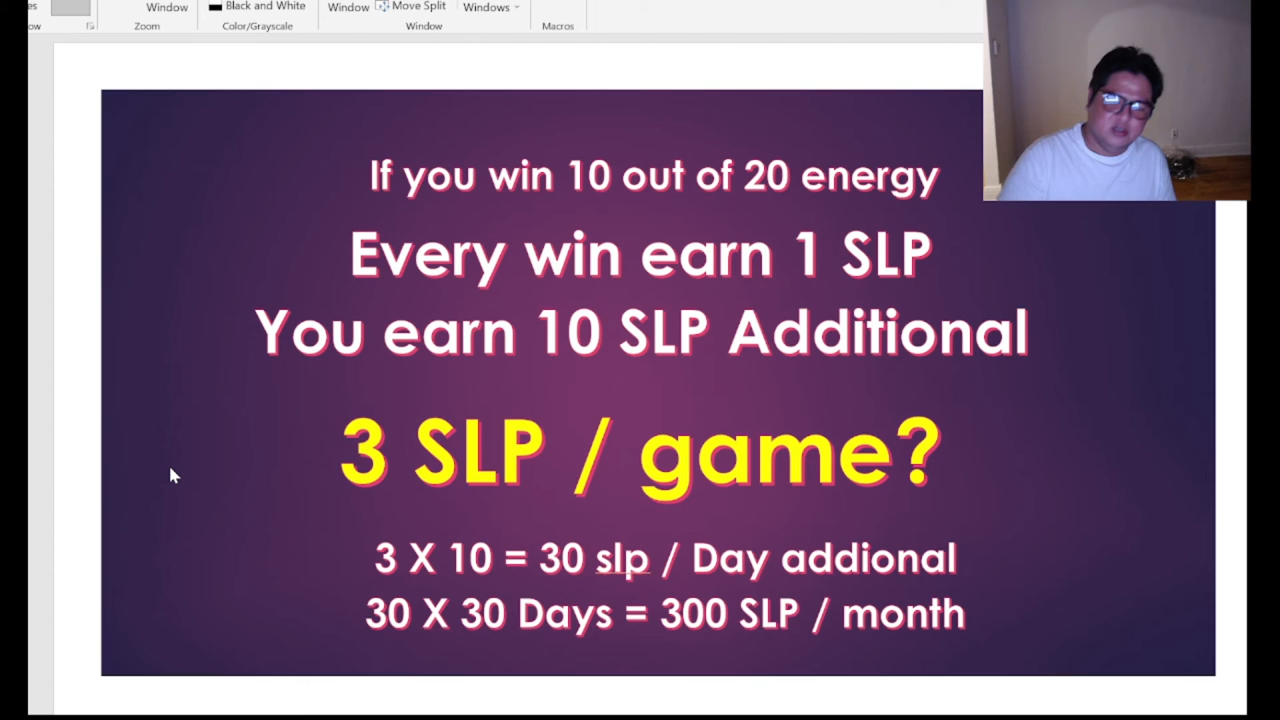 es
Window
Black and White
Window
Move Split
Windows
ow
Zoom
Color/Grayscale
Window
Macros
If you win 10 out of 20 energy
Every win earn 1 SLP
You earn 10 SLP Additional
3 SLP / game?
3 X 10 = 30 slp / Day addional
30 X 30 Days = 300 SLP / month